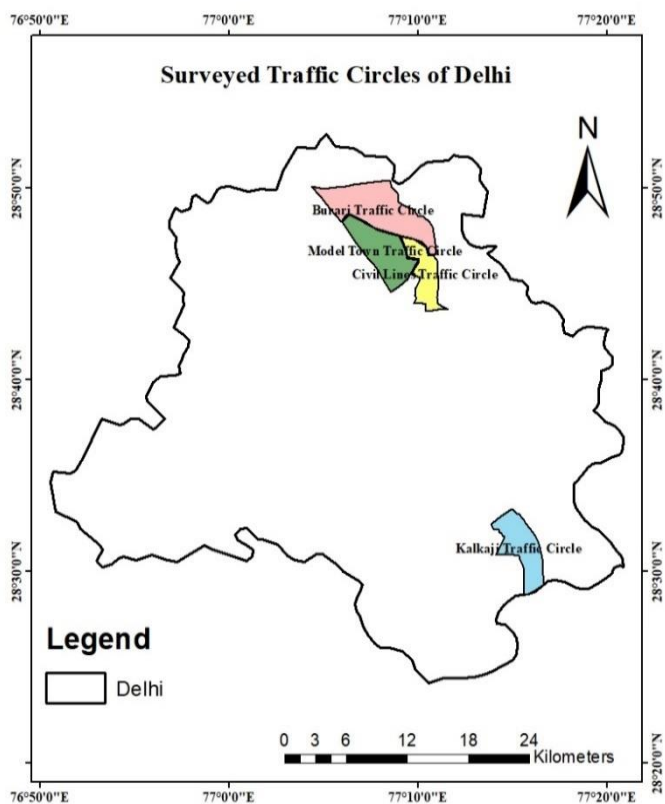 76°50'0"E 77°0'0"E 77°10'0"E 77°20'0"E
Surveyed Traffic Circles of Delhi
N
28°50'0"N 28°50'0"N
Burari Traffic Circle
Model Town Traffic Circle
Civil Lines Traffic Circle
28°40'0"N 28°40'0"N
Kalkaji Traffic Circle
28°30'0"N 28°30'0"N
Legend
Delhi
0 3 6 12 18 24
Kilometers
28°20'0"N 28°20'0"N
76°50'0"E 77°0'0"E 77°10'0"E 77°20'0"E